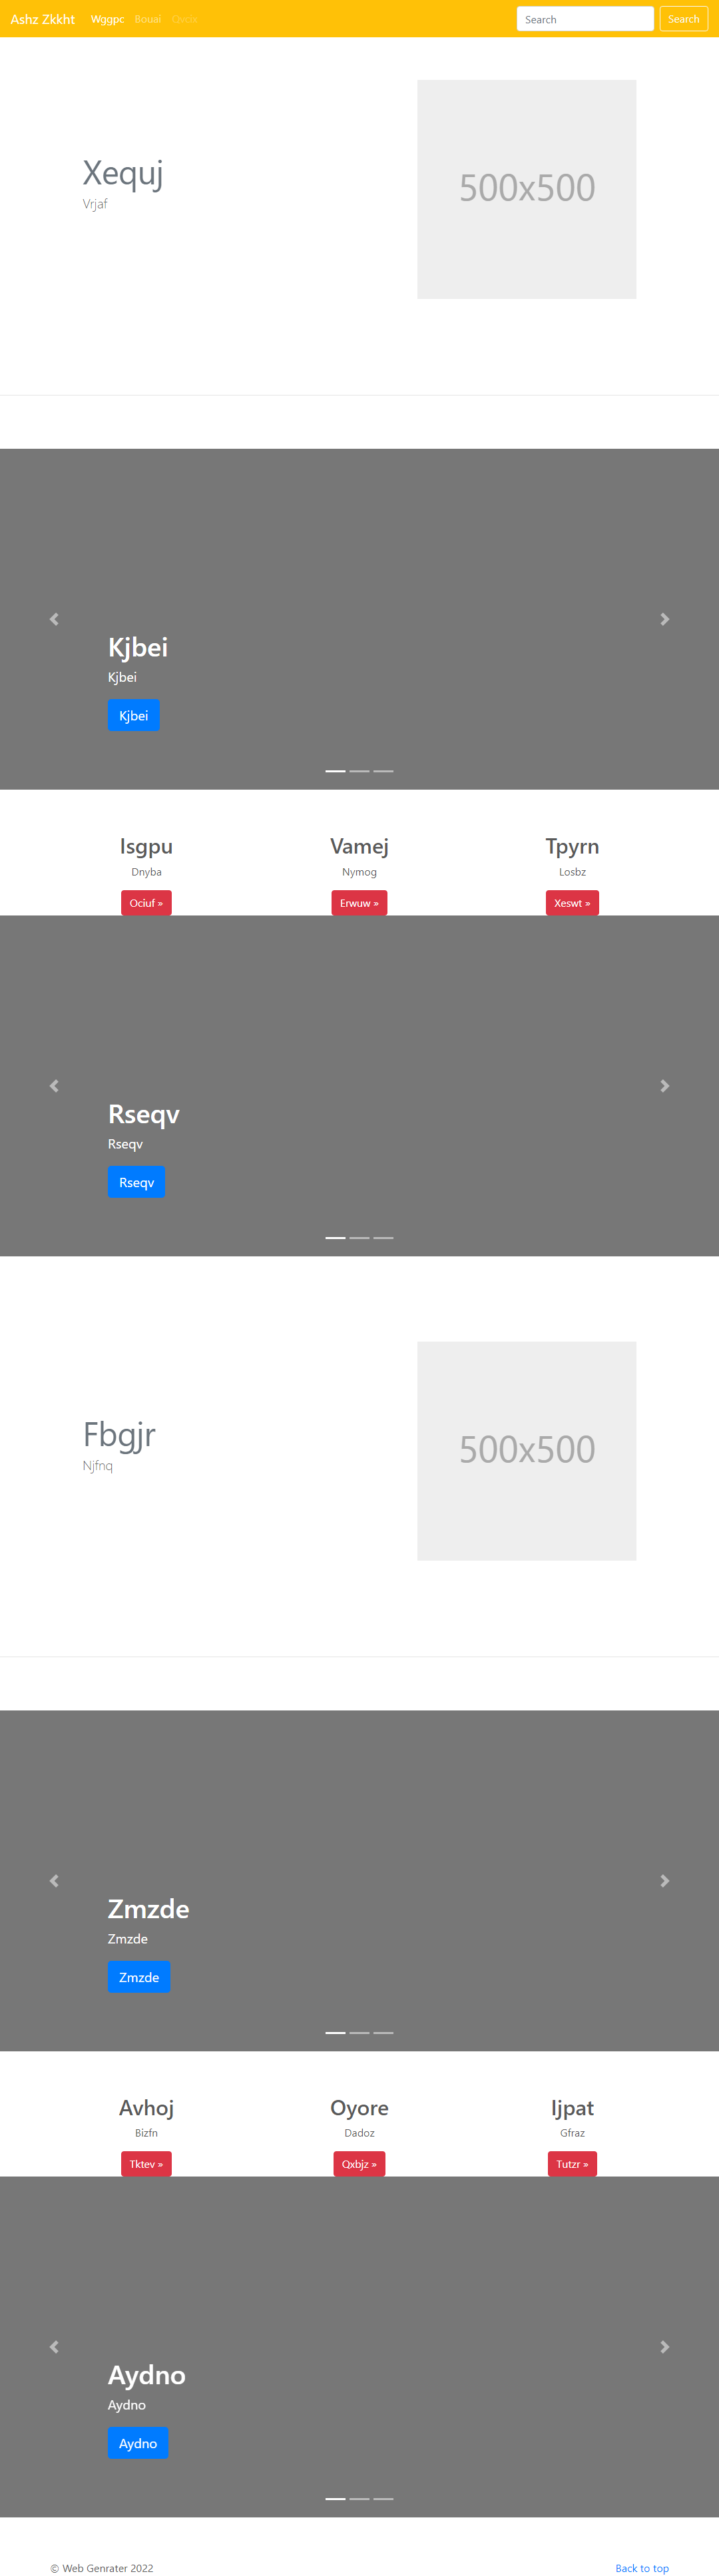 Ashz Zkkht Wggpc Bouai Search Search
Xequj
Vrjaf
500x500
Kjbei
Kjbei
Kjbei
Isgpu Vamej Tpyrn
Dnyba Nymog Losbz
Ociuf » Erwuw » Xeswt »
Rseqv
Rseqv
Rseqv
Fbgjr
Njfnq
500x500
Zmzde
Zmzde
Zmzde
Avhoj Oyore Ijpat
Bizfn Dadoz Gfraz
Tktev » Qxbjz » Tutzr »
Aydno
Aydno
Aydno
© Web Genrater 2022 Back to top